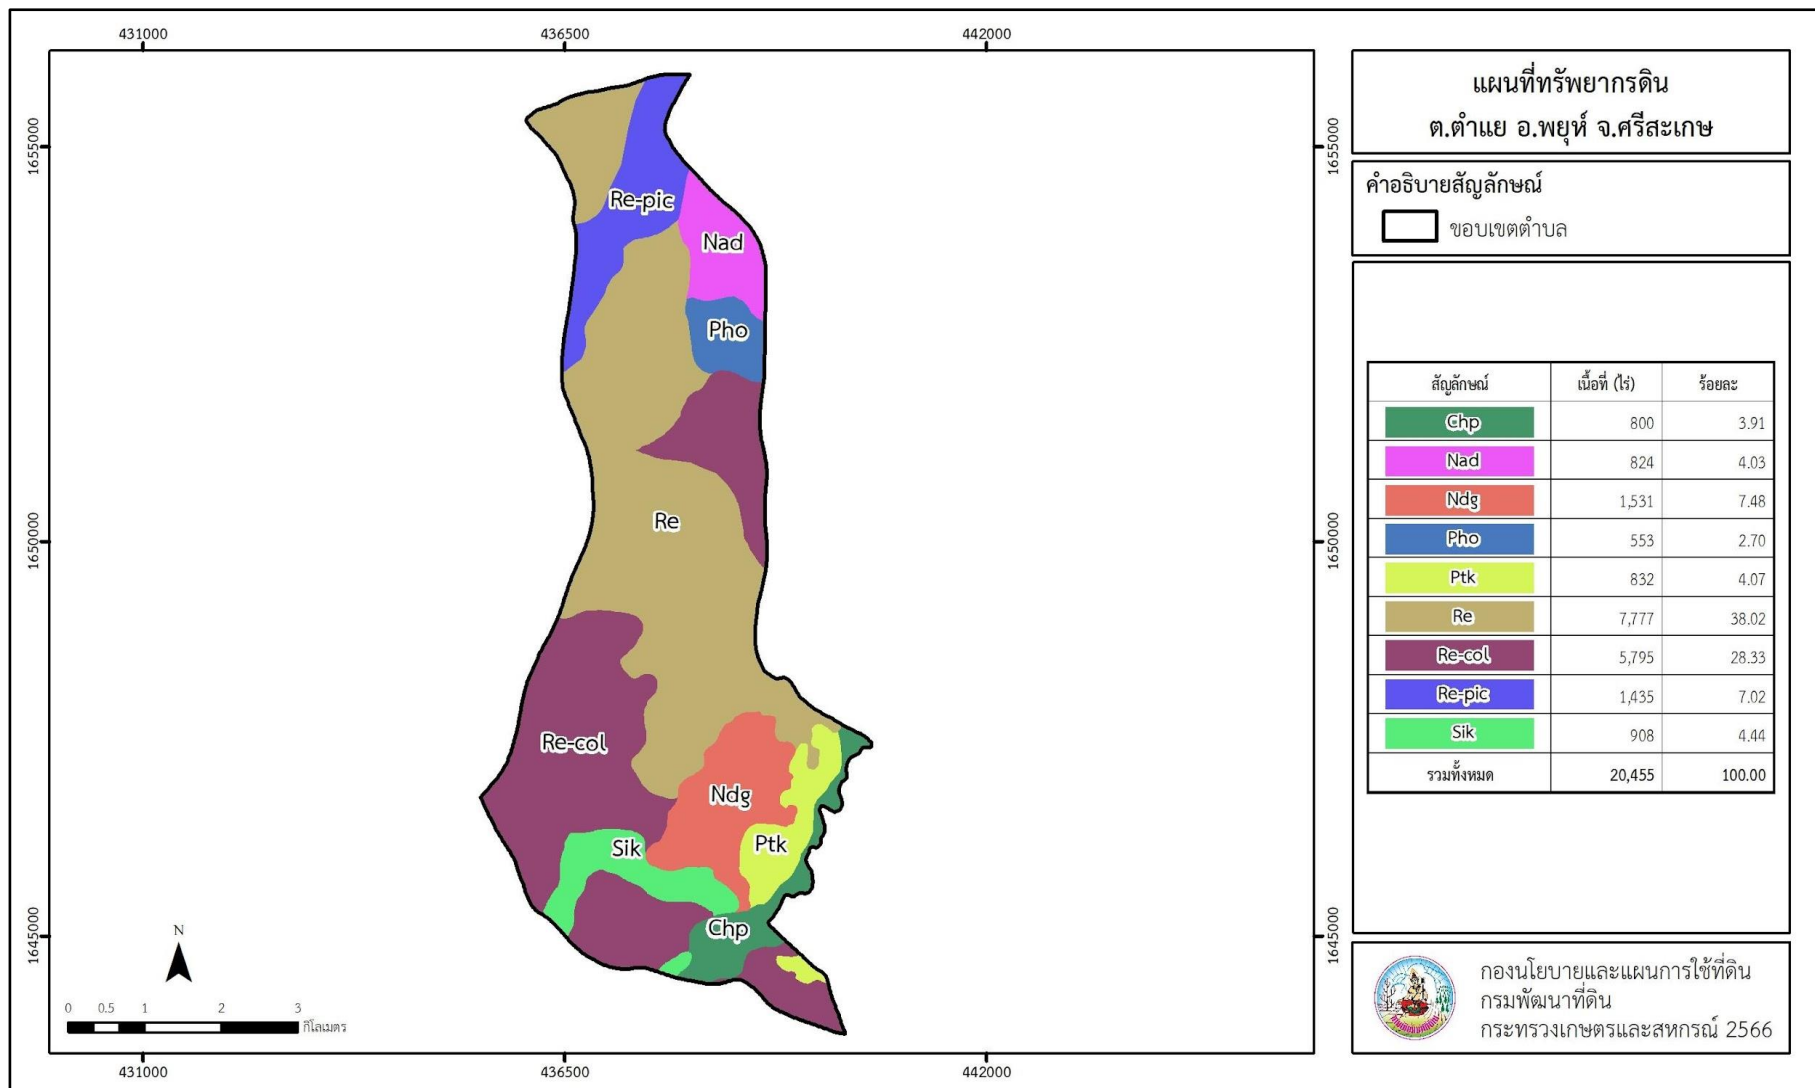 431000
436500
442000
1655000
1650000
1645000
1655000
1650000
1645000
431000
436500
442000
Re-pic
Nad
Pho
Re
Re-col
Ndg
Ptk
Sik
Chp
N
0 0.5 1 2 3
กิโลเมตร
แผนที่ทรัพยากรดิน
ต.ตำแย อ.พยุห์ จ.ศรีสะเกษ
คำอธิบายสัญลักษณ์
ขอบเขตตำบล
สัญลักษณ์ เนื้อที่ (ไร่) ร้อยละ
Chp 800 3.91
Nad 824 4.03
Ndg 1,531 7.48
Pho 553 2.70
Ptk 832 4.07
Re 7,777 38.02
Re-col 5,795 28.33
Re-pic 1,435 7.02
Sik 908 4.44
รวมทั้งหมด 20,455 100.00
กองนโยบายและแผนการใช้ที่ดิน
กรมพัฒนาที่ดิน
กระทรวงเกษตรและสหกรณ์ 2566